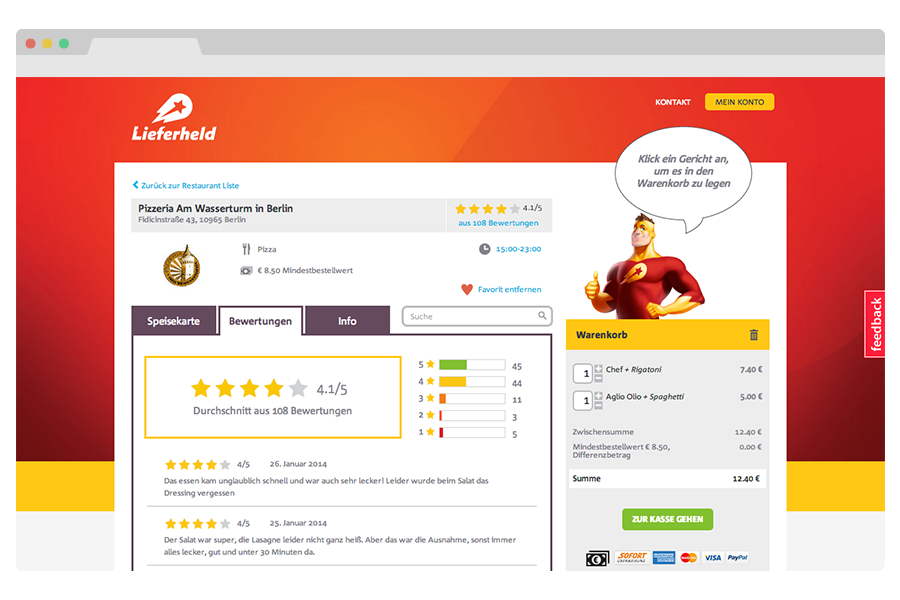 KONTAKT
MEIN KONTO
Lieferheld
Klick ein Gericht an,
um es in den
Warenkorb zu legen
Zurück zur Restaurant Liste
Pizzeria Am Wasserturm in Berlin
Fidicinstraße 43, 10965 Berlin
4.1/5
aus 108 Bewertungen
Pizza
15:00-23:00
€ 8.50 Mindestbestellwert
Favorit entfernen
Speisekarte
Bewertungen
Info
Suche
4.1/5
Durchschnitt aus 108 Bewertungen
5 45
4 44
3 11
2 3
1 5
4/5 26. Januar 2014
Das essen kam unglaublich schnell und war auch sehr lecker! Leider wurde beim Salat das
Dressing vergessen
4/5 25. Januar 2014
Der Salat war super, die Lasagne leider nicht ganz heiß. Aber das war die Ausnahme, sonst immer
alles lecker, gut und unter 30 Minuten da.
Warenkorb
1 Chef + Rigatoni 7.40 €
1 Aglio Olio + Spaghetti 5.00 €
Zwischensumme 12.40 €
Mindestbestellwert € 8.50, 0.00 €
Differenzbetrag
Summe 12.40 €
ZUR KASSE GEHEN
SOFORT
VISA
PayPal
feedback